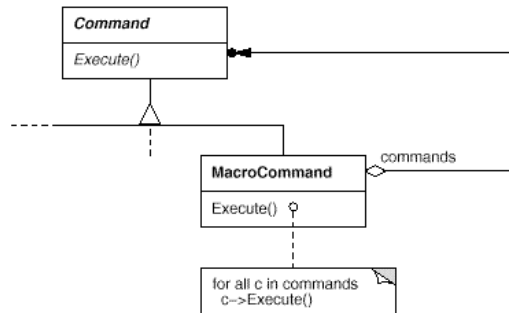 Command
Execute()
commands
MacroCommand
Execute()
for all c in commands
c->Execute()